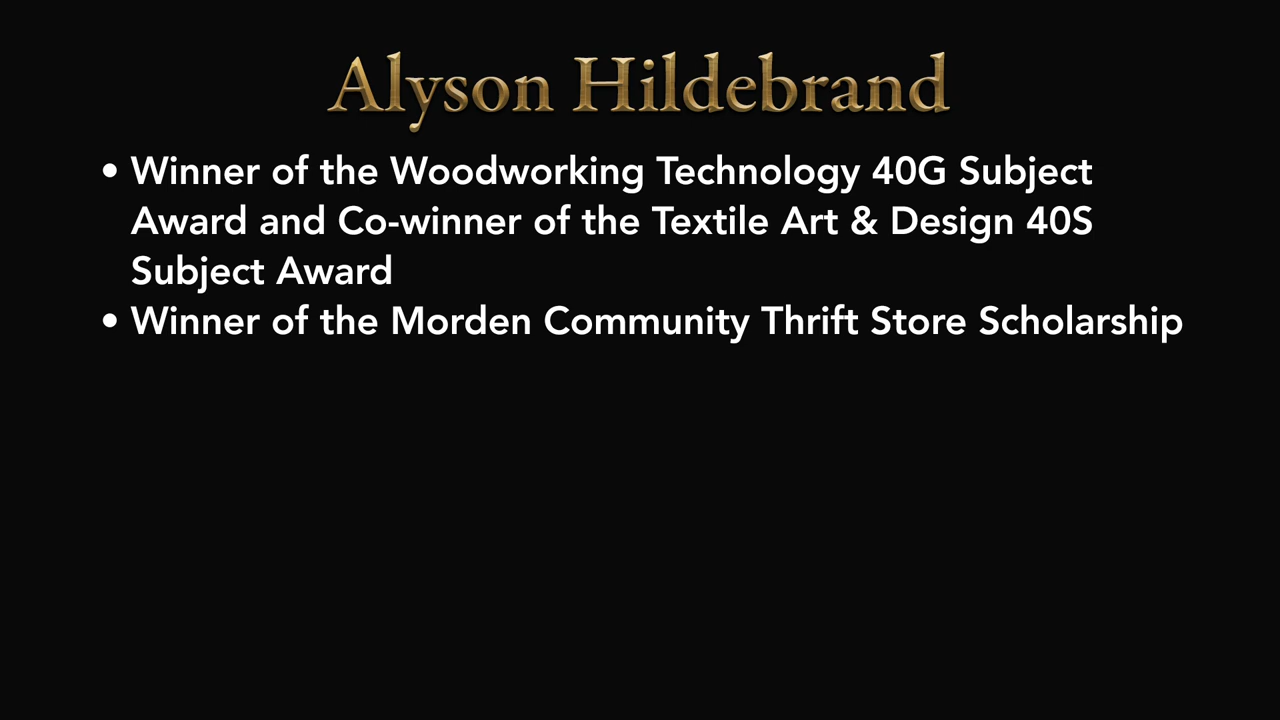 Alyson Hildebrand
• Winner of the Woodworking Technology 40G Subject
Award and Co-winner of the Textile Art & Design 40S
Subject Award
• Winner of the Morden Community Thrift Store Scholarship